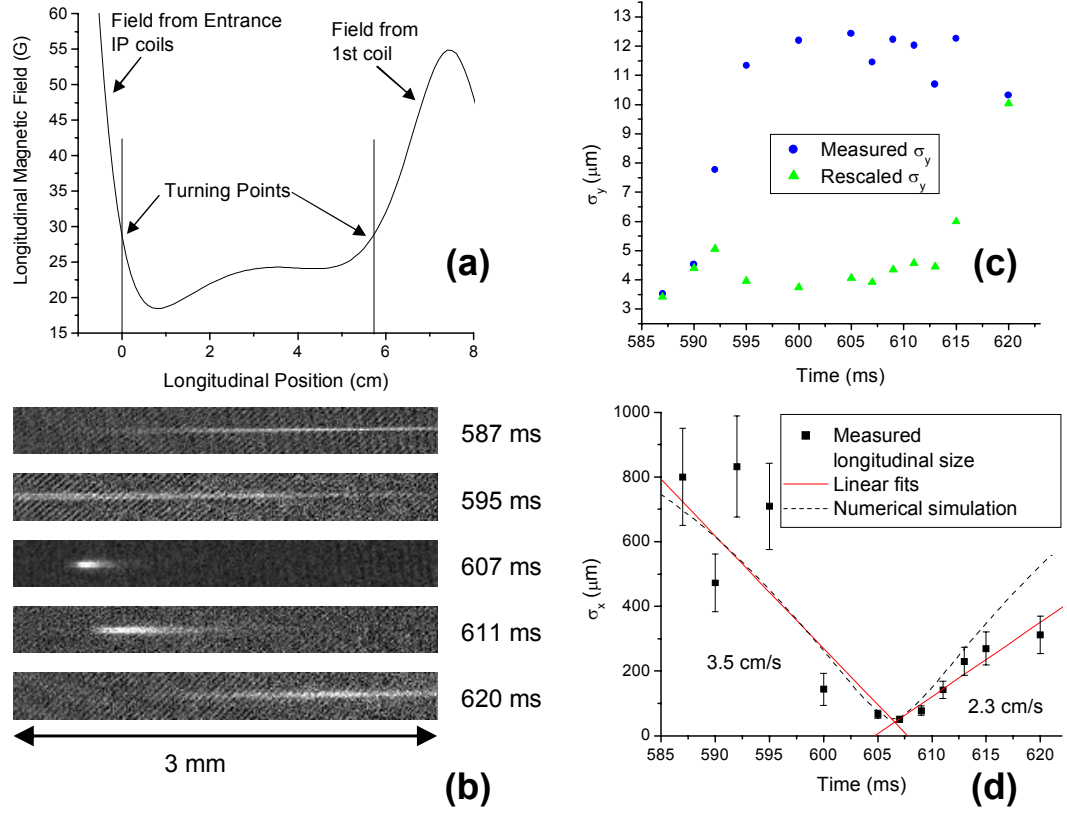 60
55
50
45
40
35
30
25
20
15
Longitudinal Magnetic Field (G)
Field from Entrance
IP coils
Field from
1st coil
Turning Points
(a)
0 2 4 6 8
Longitudinal Position (cm)
587 ms
595 ms
607 ms
611 ms
620 ms
3 mm
(b)
13
12
11
10
9
8
7
6
5
4
3
σy (μm)
Measured σy
Rescaled σy
(c)
585 590 595 600 605 610 615 620
Time (ms)
1000
800
600
400
200
0
σx (μm)
Measured
longitudinal size
Linear fits
Numerical simulation
3.5 cm/s
2.3 cm/s
585 590 595 600 605 610 615 620
Time (ms)
(d)